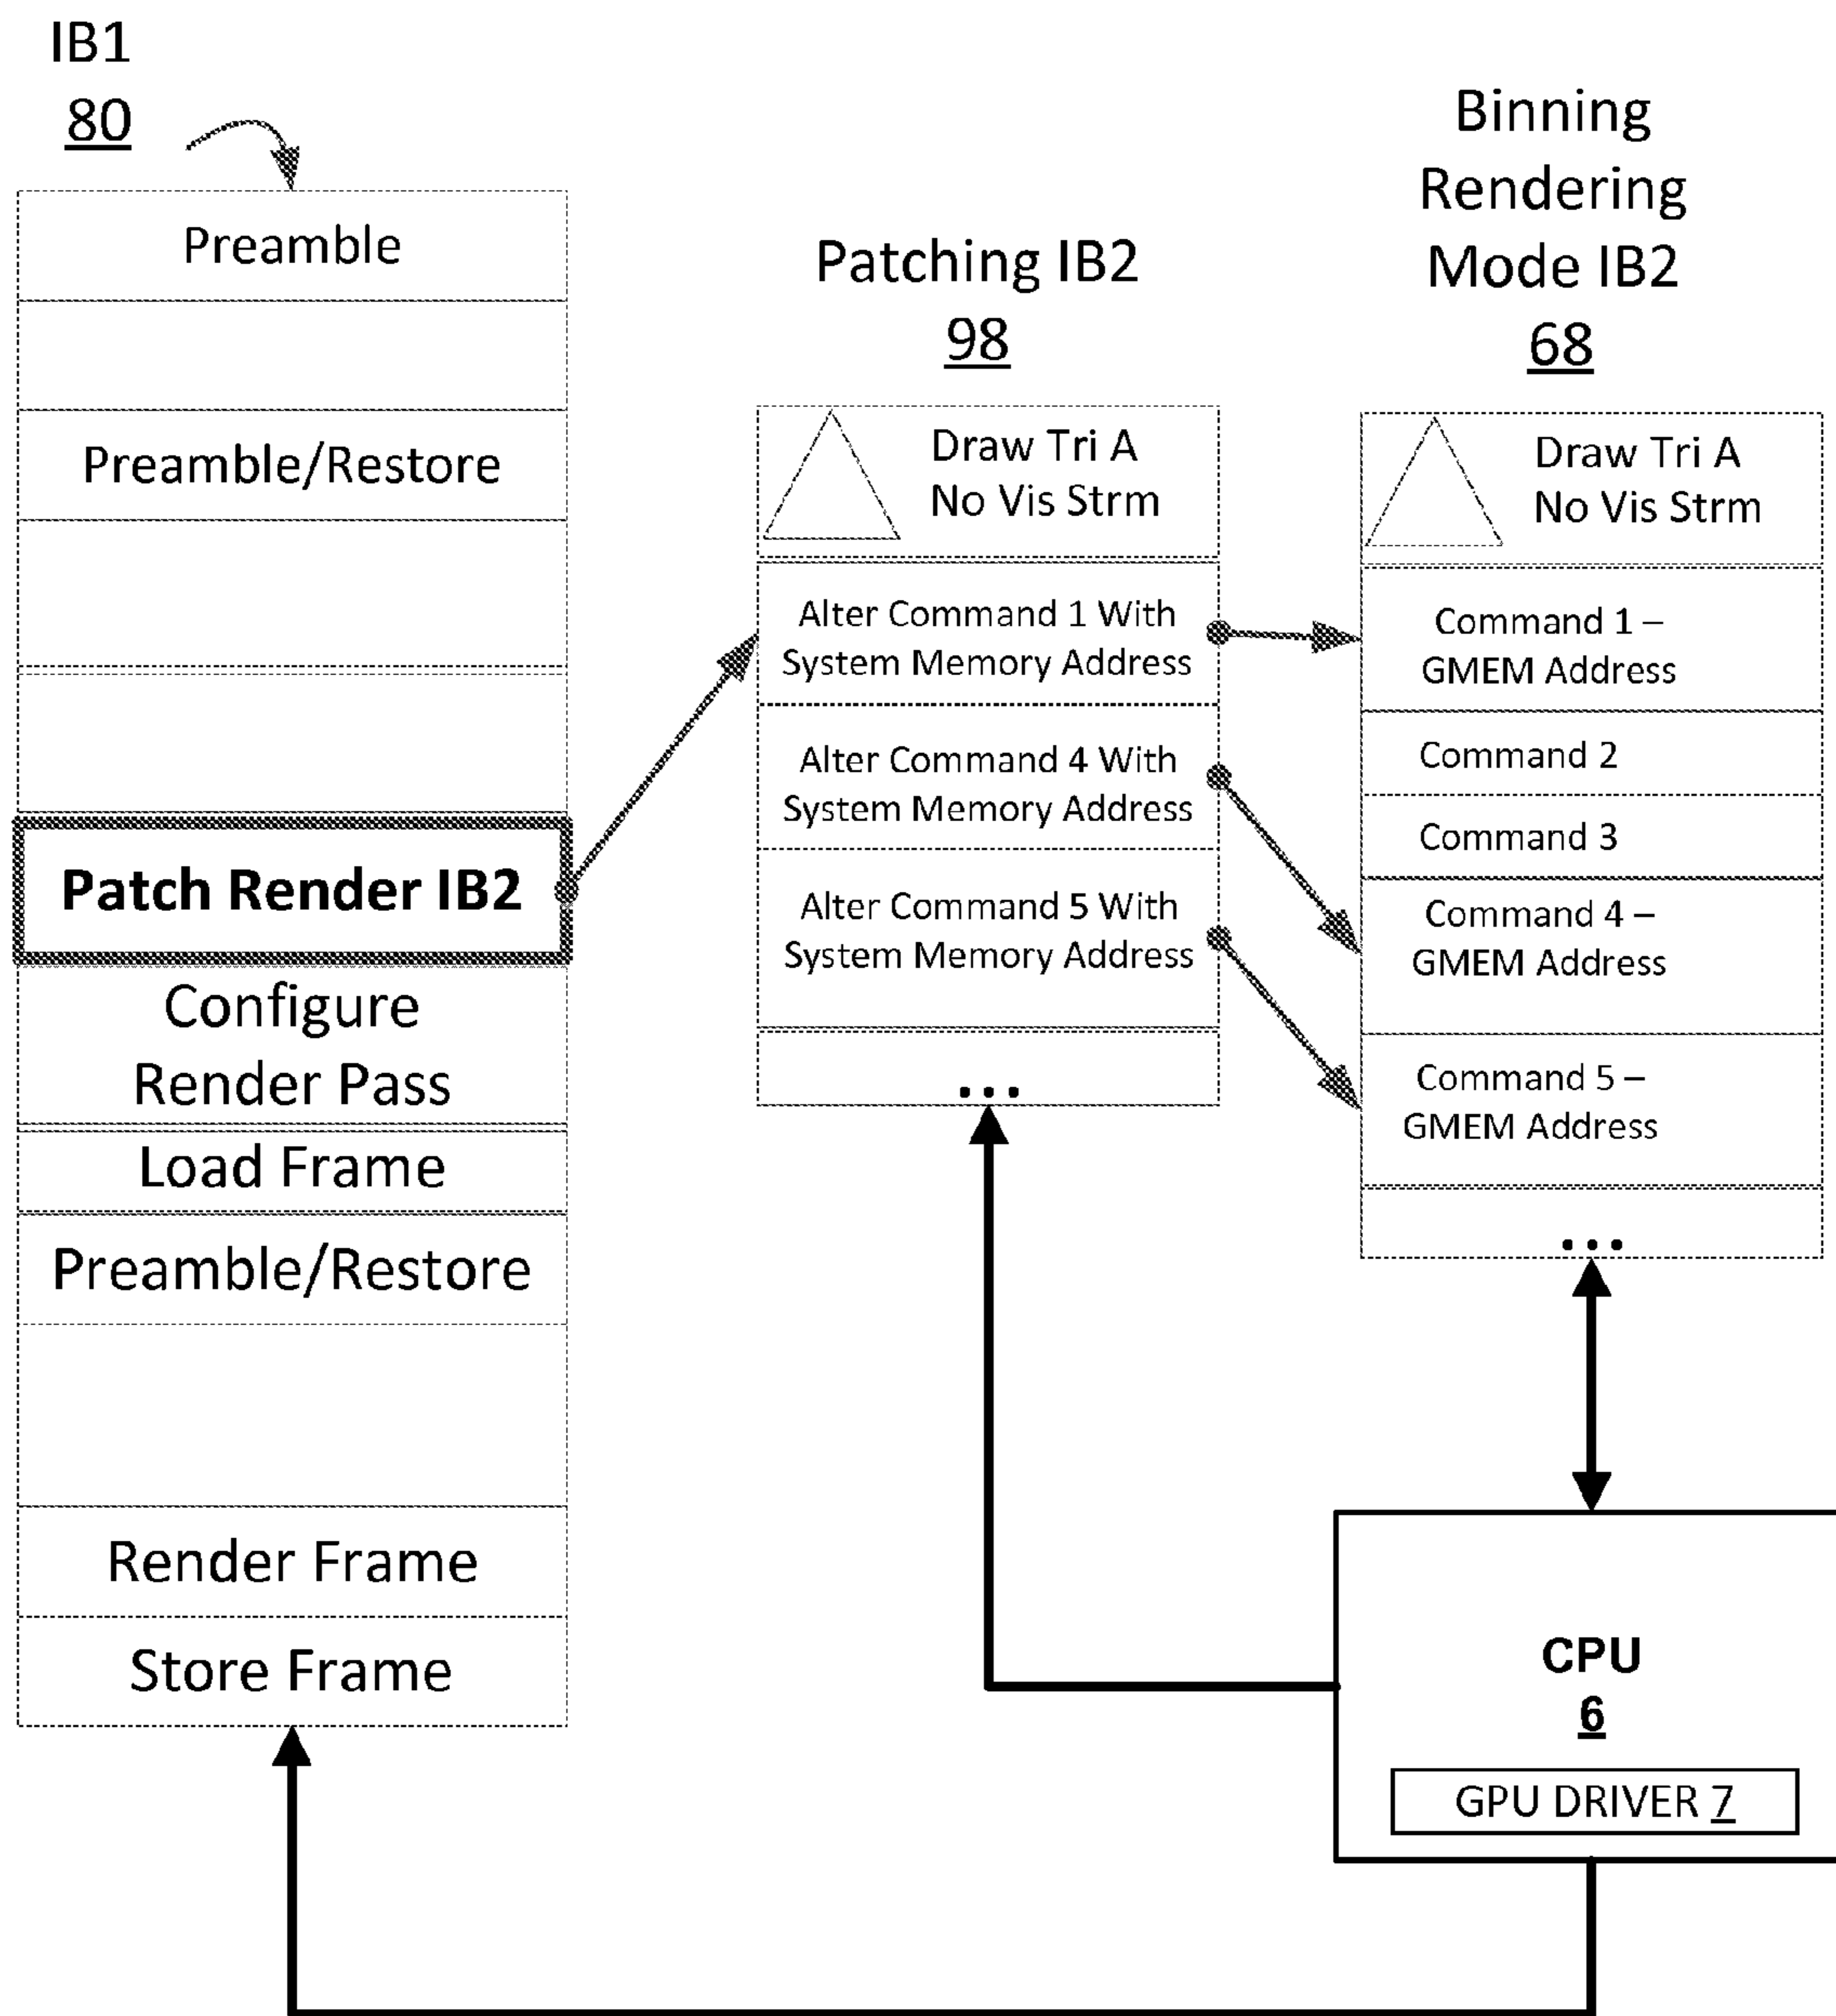 IB1
80
Preamble
Preamble/Restore
Patch Render IB2
Configure
Render Pass
Load Frame
Preamble/Restore
Render Frame
Store Frame
Patching IB2
98
Draw Tri A
No Vis Strm
Alter Command 1 With
System Memory Address
Alter Command 4 With
System Memory Address
Alter Command 5 With
System Memory Address
...
Binning
Rendering
Mode IB2
68
Draw Tri A
No Vis Strm
Command 1 –
GMEM Address
Command 2
Command 3
Command 4 –
GMEM Address
Command 5 –
GMEM Address
...
CPU
6
GPU DRIVER 7